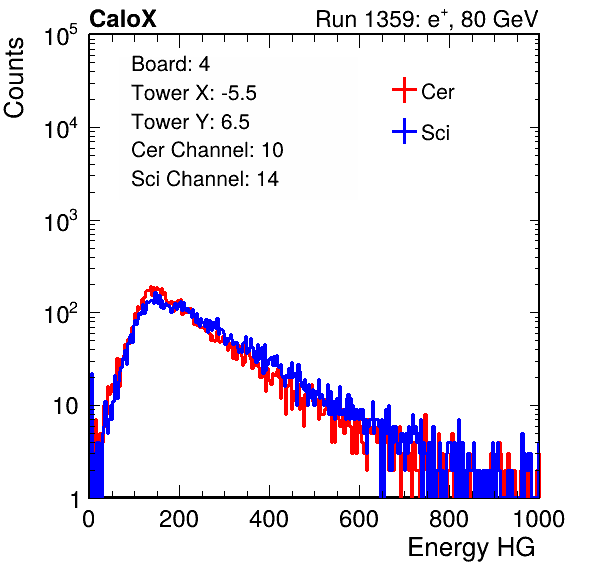 CaloX Run 1359: e⁺, 80 GeV
Counts
Board: 4
Tower X: -5.5
Tower Y: 6.5
Cer Channel: 10
Sci Channel: 14
Cer
Sci
10⁵
10⁴
10³
10²
10
1
0 200 400 600 800 1000
Energy HG